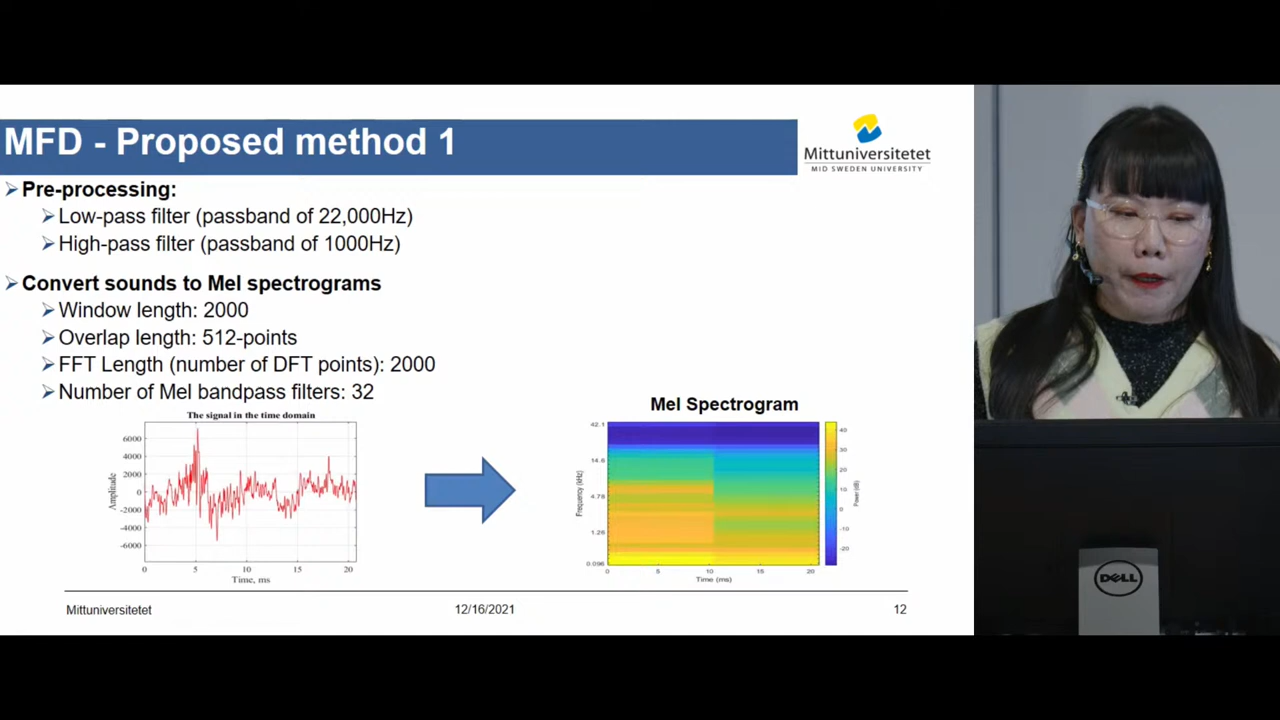 MFD - Proposed method 1
Mittuniversitetet
MID SWEDEN UNIVERSITY
Pre-processing:
Low-pass filter (passband of 22,000Hz)
High-pass filter (passband of 1000Hz)
Convert sounds to Mel spectrograms
Window length: 2000
Overlap length: 512-points
FFT Length (number of DFT points): 2000
Number of Mel bandpass filters: 32
The signal in the time domain
6000
4000
2000
0
-2000
-4000
-6000
Amplitude
0 5 10 15 20
Time, ms
Mel Spectrogram
42.1
14.8
4.78
1.26
0.096
Frequency (kHz)
0 5 10 15 20
Time (ms)
40
30
20
10
0
-10
-20
Power (dB)
Mittuniversitetet 12/16/2021 12
DELL